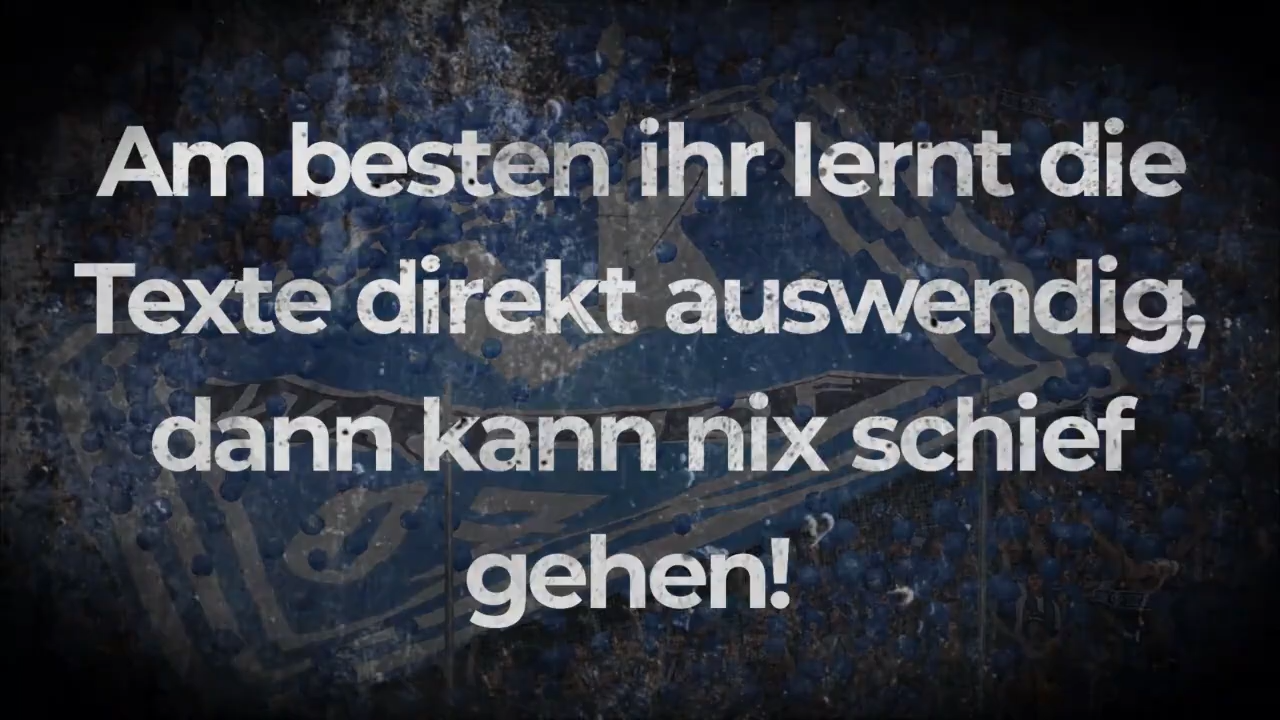 Am besten ihr lernt die
Texte direkt auswendig,
dann kann nix schief
gehen!